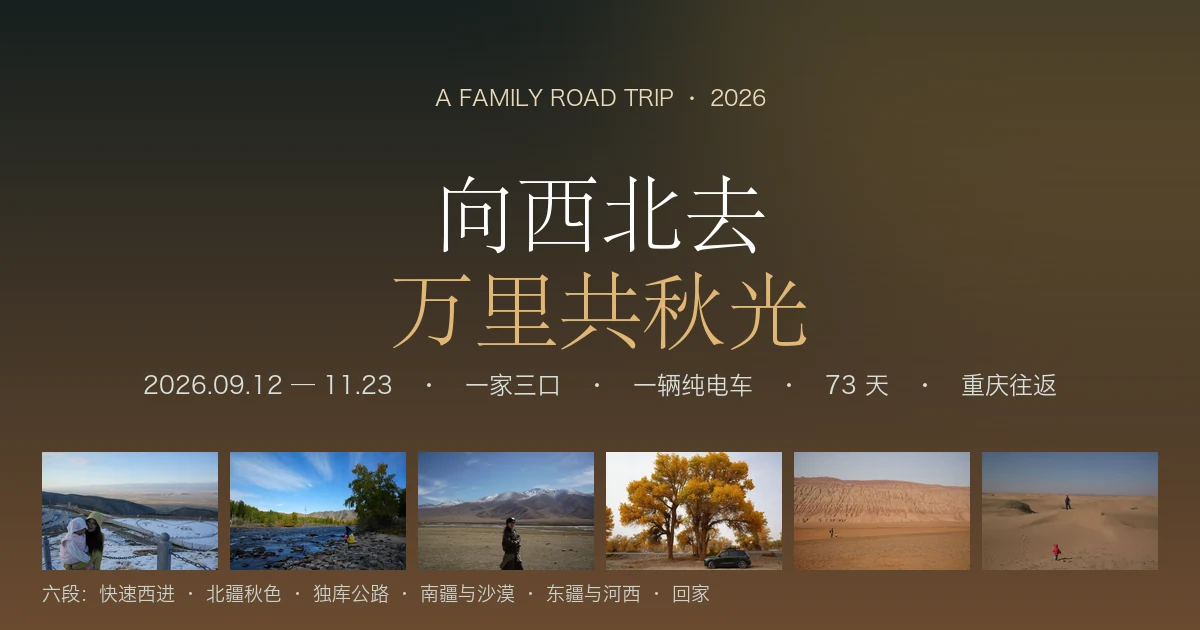 A FAMILY ROAD TRIP · 2026
向西北去
万里共秋光
2026.09.12 — 11.23 · 一家三口 · 一辆纯电车 · 73 天 · 重庆往返
六段：快速西进 · 北疆秋色 · 独库公路 · 南疆与沙漠 · 东疆与河西 · 回家